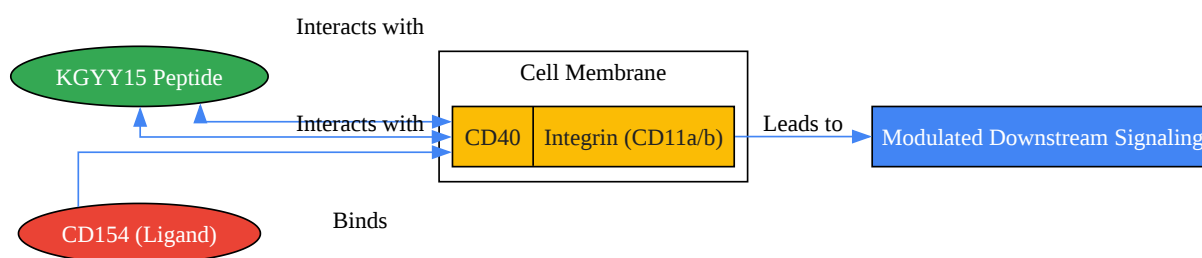 Interacts with
KGYY15 Peptide
Cell Membrane
Interacts with
CD40
Integrin (CD11a/b)
Leads to
Modulated Downstream Signaling
Binds
CD154 (Ligand)